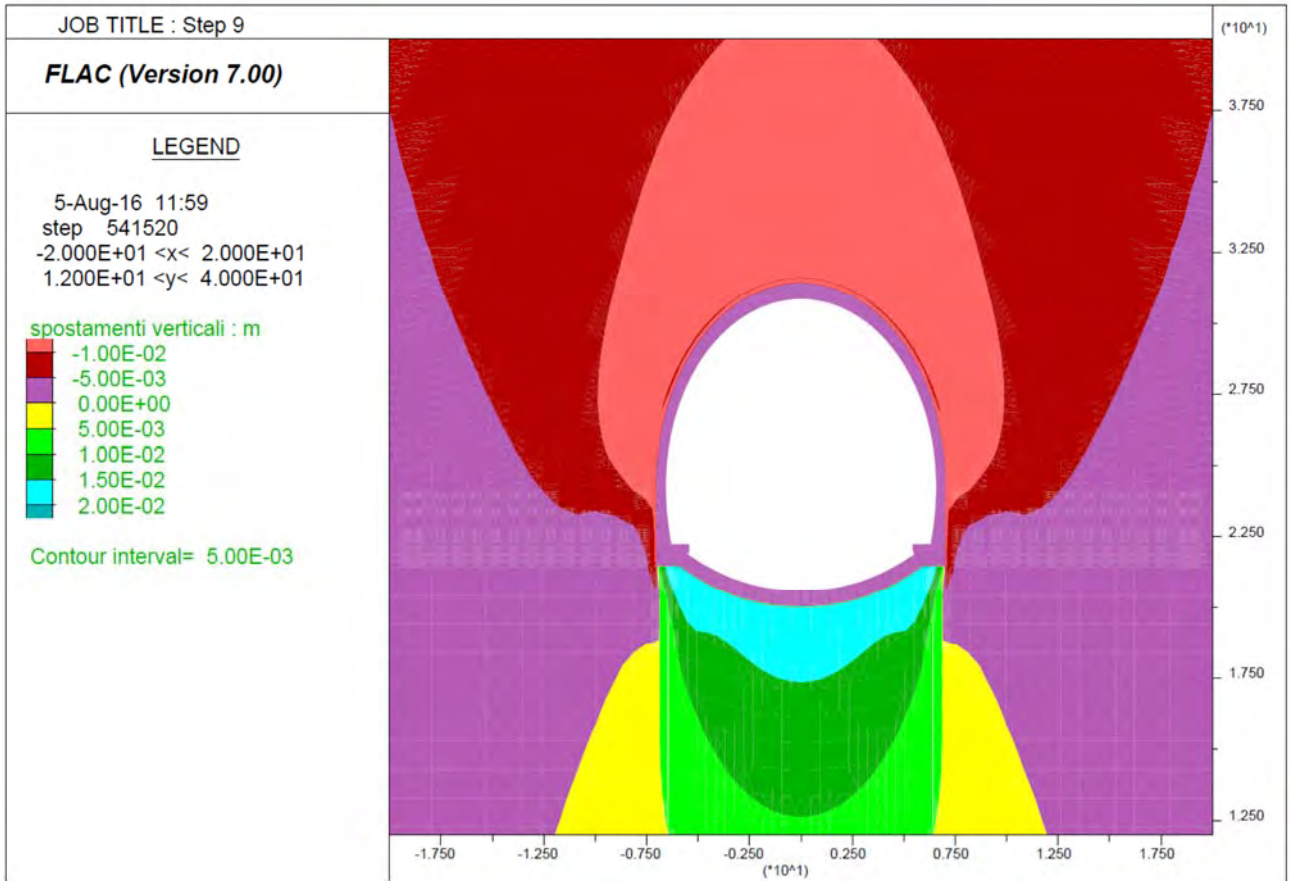 JOB TITLE : Step 9
FLAC (Version 7.00)
LEGEND
5-Aug-16 11:59
step 541520
-2.000E+01 <x< 2.000E+01
1.200E+01 <y< 4.000E+01
spostamenti verticali : m
-1.00E-02
-5.00E-03
0.00E+00
5.00E-03
1.00E-02
1.50E-02
2.00E-02
Contour interval= 5.00E-03
(*10^1)
3.750
3.250
2.750
2.250
1.750
1.250
-1.750 -1.250 -0.750 -0.250 0.250 0.750 1.250 1.750
(*10^1)